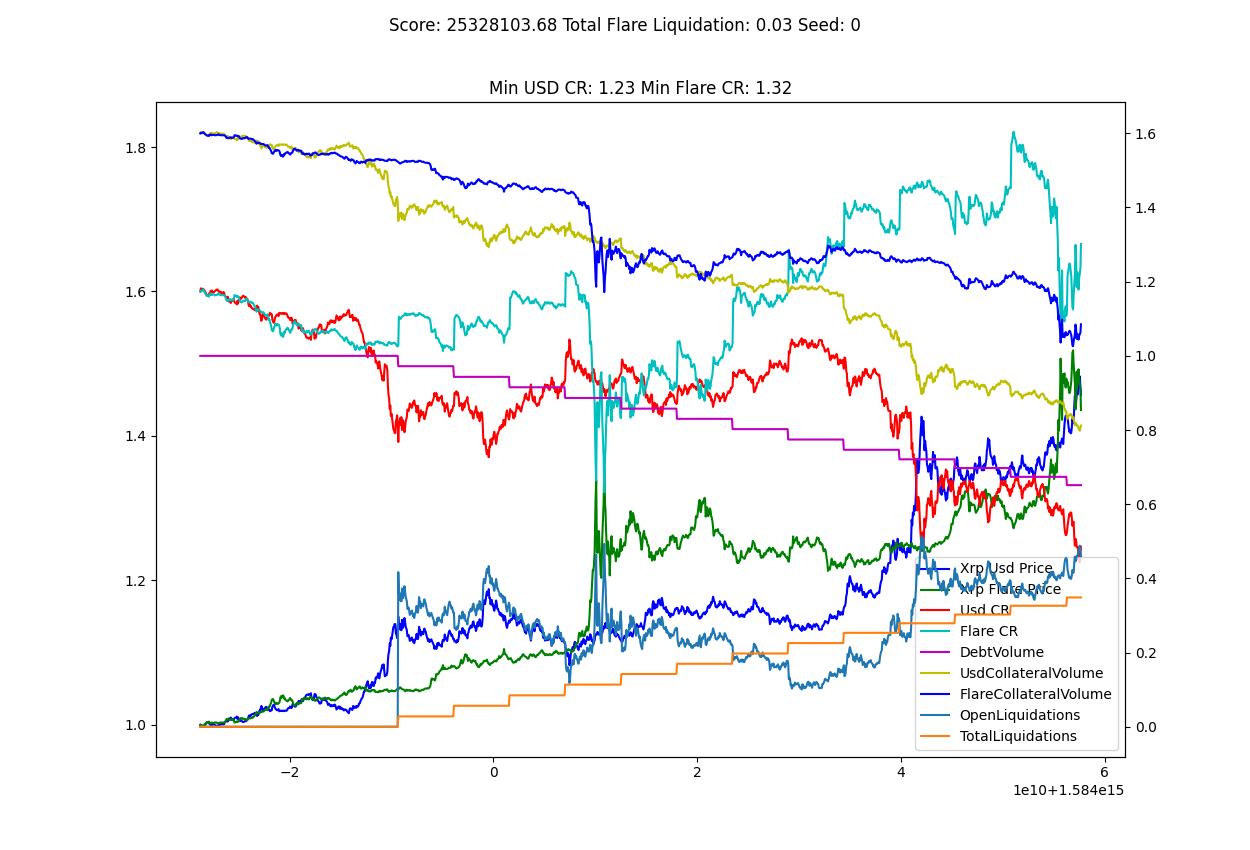 Score: 25328103.68 Total Flare Liquidation: 0.03 Seed: 0
Min USD CR: 1.23 Min Flare CR: 1.32
1.8
1.6
1.4
1.2
1.0
1.6
1.4
1.2
1.0
0.8
0.6
0.4
0.2
0.0
Xrp Usd Price
Xrp Flare Price
Usd CR
Flare CR
DebtVolume
UsdCollateralVolume
FlareCollateralVolume
OpenLiquidations
TotalLiquidations
−2
0
2
4
6
1e10+1.584e15